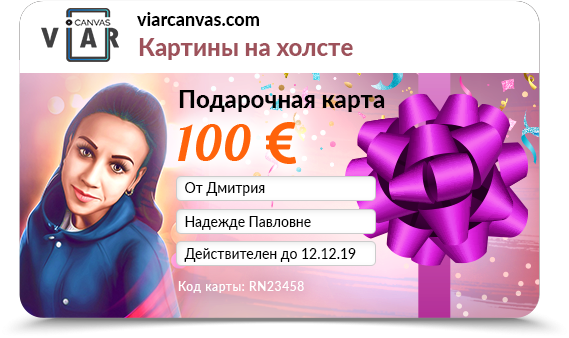 CANVAS
VIAR
viarcanvas.com
Картины на холсте
Подарочная карта
100 €
От Дмитрия
Надежде Павловне
Действителен до 12.12.19
Код карты: RN23458